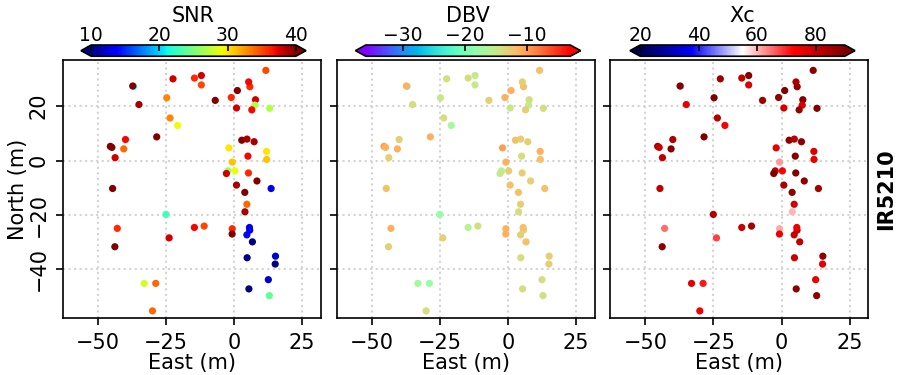 SNR DBV Xc
10 20 30 40 −30 −20 −10 20 40 60 80
North (m)
20
0
−20
−40
IR5210
−50 −25 0 25 −50 −25 0 25 −50 −25 0 25
East (m) East (m) East (m)